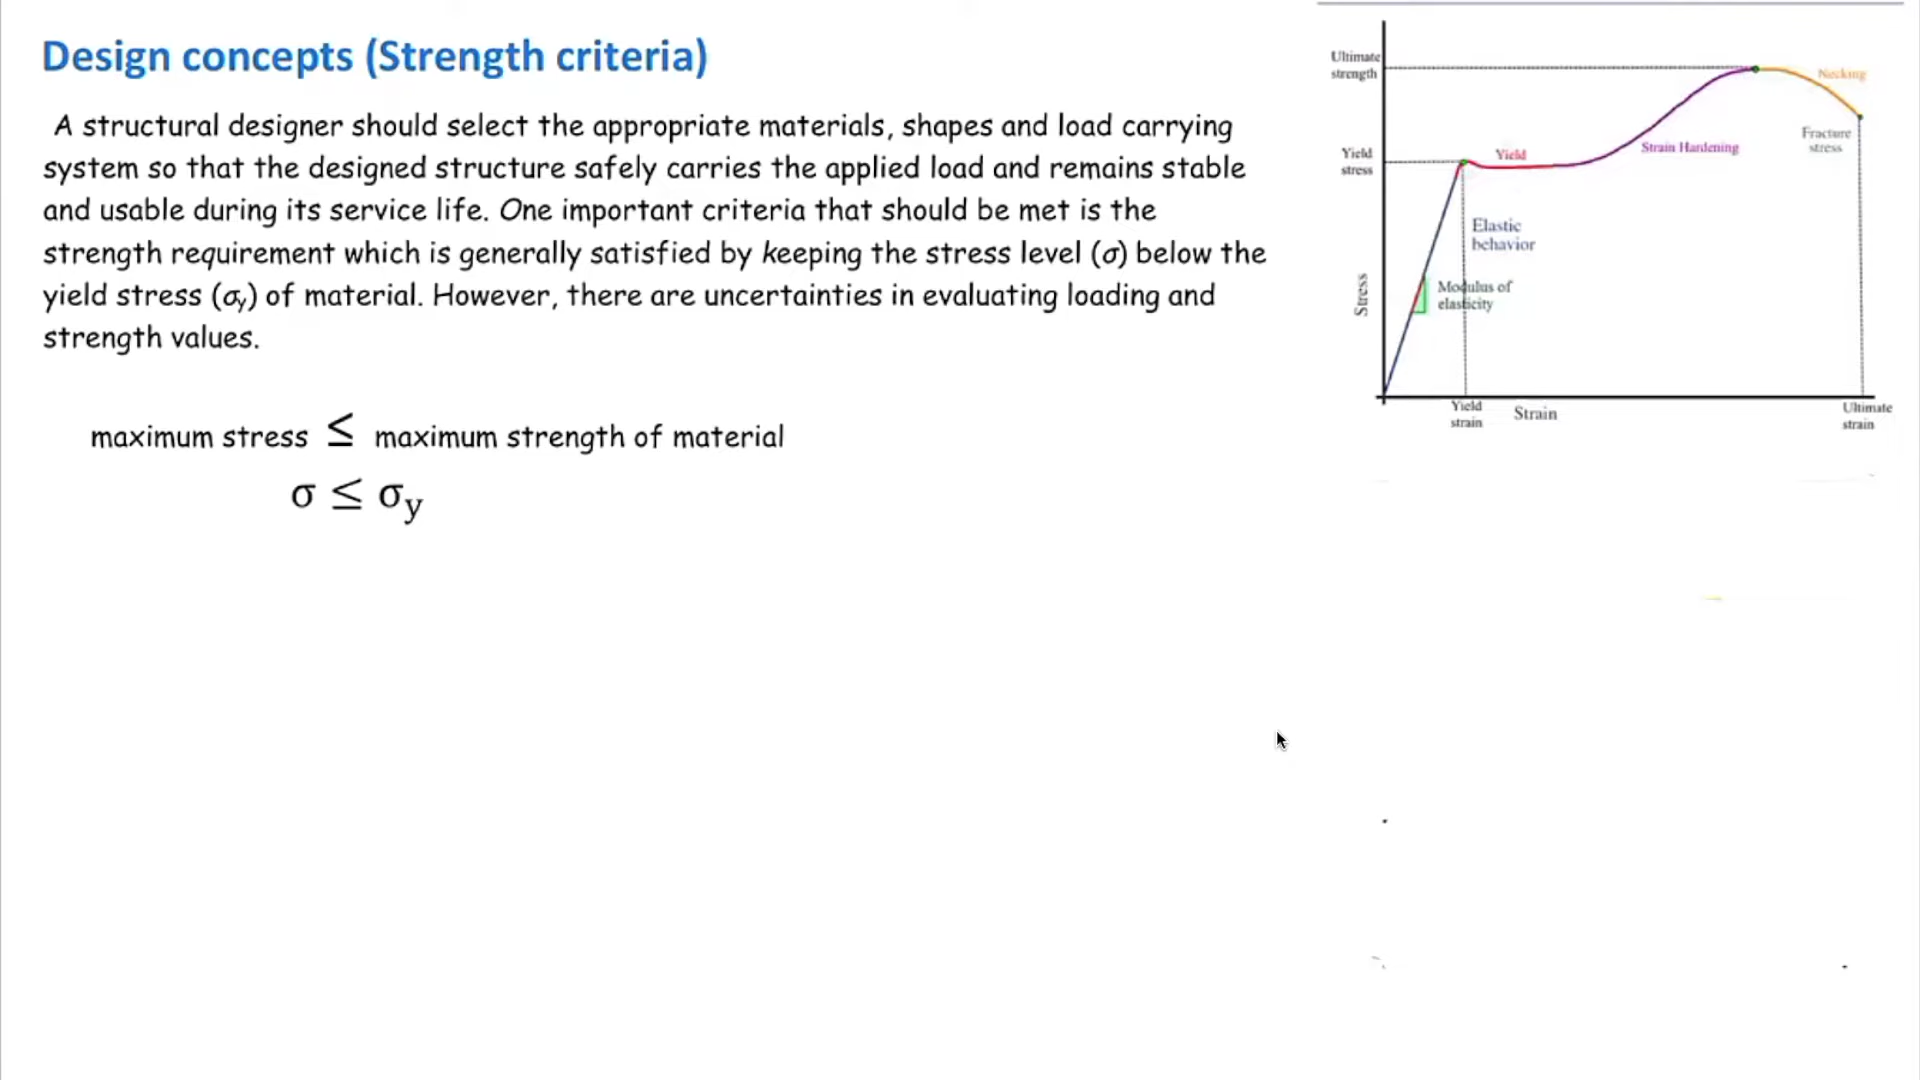 Design concepts (Strength criteria)
A structural designer should select the appropriate materials, shapes and load carrying
system so that the designed structure safely carries the applied load and remains stable
and usable during its service life. One important criteria that should be met is the
strength requirement which is generally satisfied by keeping the stress level (σ) below the
yield stress (σy) of material. However, there are uncertainties in evaluating loading and
strength values.
maximum stress ≤ maximum strength of material
σ ≤ σy
Ultimate
strength
Necking
Fracture
stress
Yield
stress
Yield
Strain Hardening
Elastic
behavior
Modulus of
elasticity
Stress
Yield
strain
Strain
Ultimate
strain